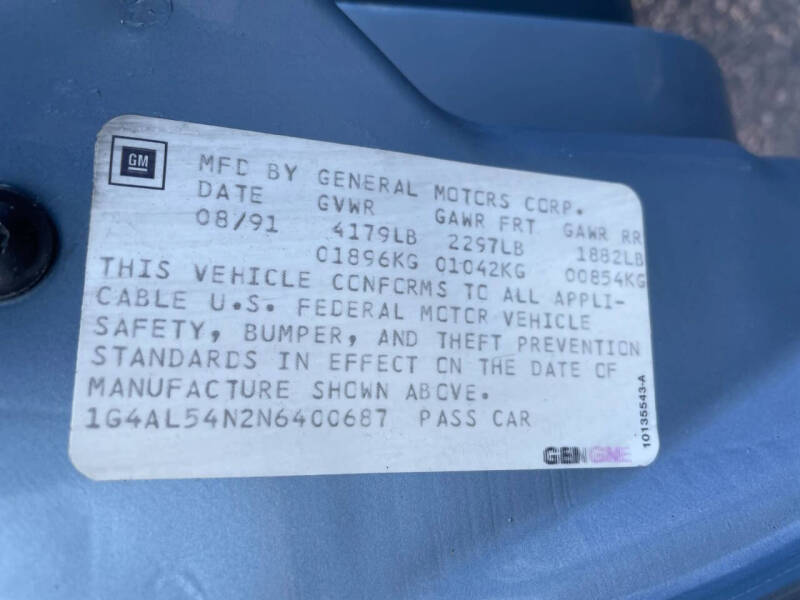 GM
MFD BY GENERAL MOTORS CORP.
DATE GVWR GAWR FRT GAWR RR
08/91 4179LB 2297LB 1882LB
01896KG 01042KG 00854KG
THIS VEHICLE CONFORMS TO ALL APPLI-
CABLE U.S. FEDERAL MOTOR VEHICLE
SAFETY, BUMPER, AND THEFT PREVENTION
STANDARDS IN EFFECT ON THE DATE OF
MANUFACTURE SHOWN ABOVE.
1G4AL54N2N6400687 PASS CAR
10135543-A